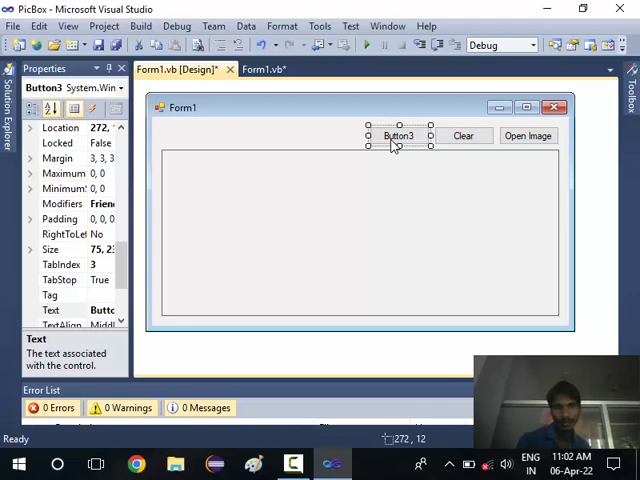 PicBox - Microsoft Visual Studio
File Edit View Project Build Debug Team Data Format Tools Test Window Help
Debug
Properties
Form1.vb [Design]* Form1.vb*
Button3 System.Win
Solution Explorer
Toolbox
Location 272,
Locked False
Margin 3, 3, 3
Maximum 0, 0
Minimum 0, 0
Modifiers Frien
Padding 0, 0, 0
RightToLe No
Size 75, 23
TabIndex 3
TabStop True
Tag
Text Butto
TextAlign Middl
Text
The text associated
with the control.
Form1
Button3 Clear Open Image
Error List
0 Errors 0 Warnings 0 Messages
Ready 272 , 12
ENG
IN
11:02 AM
06-Apr-22